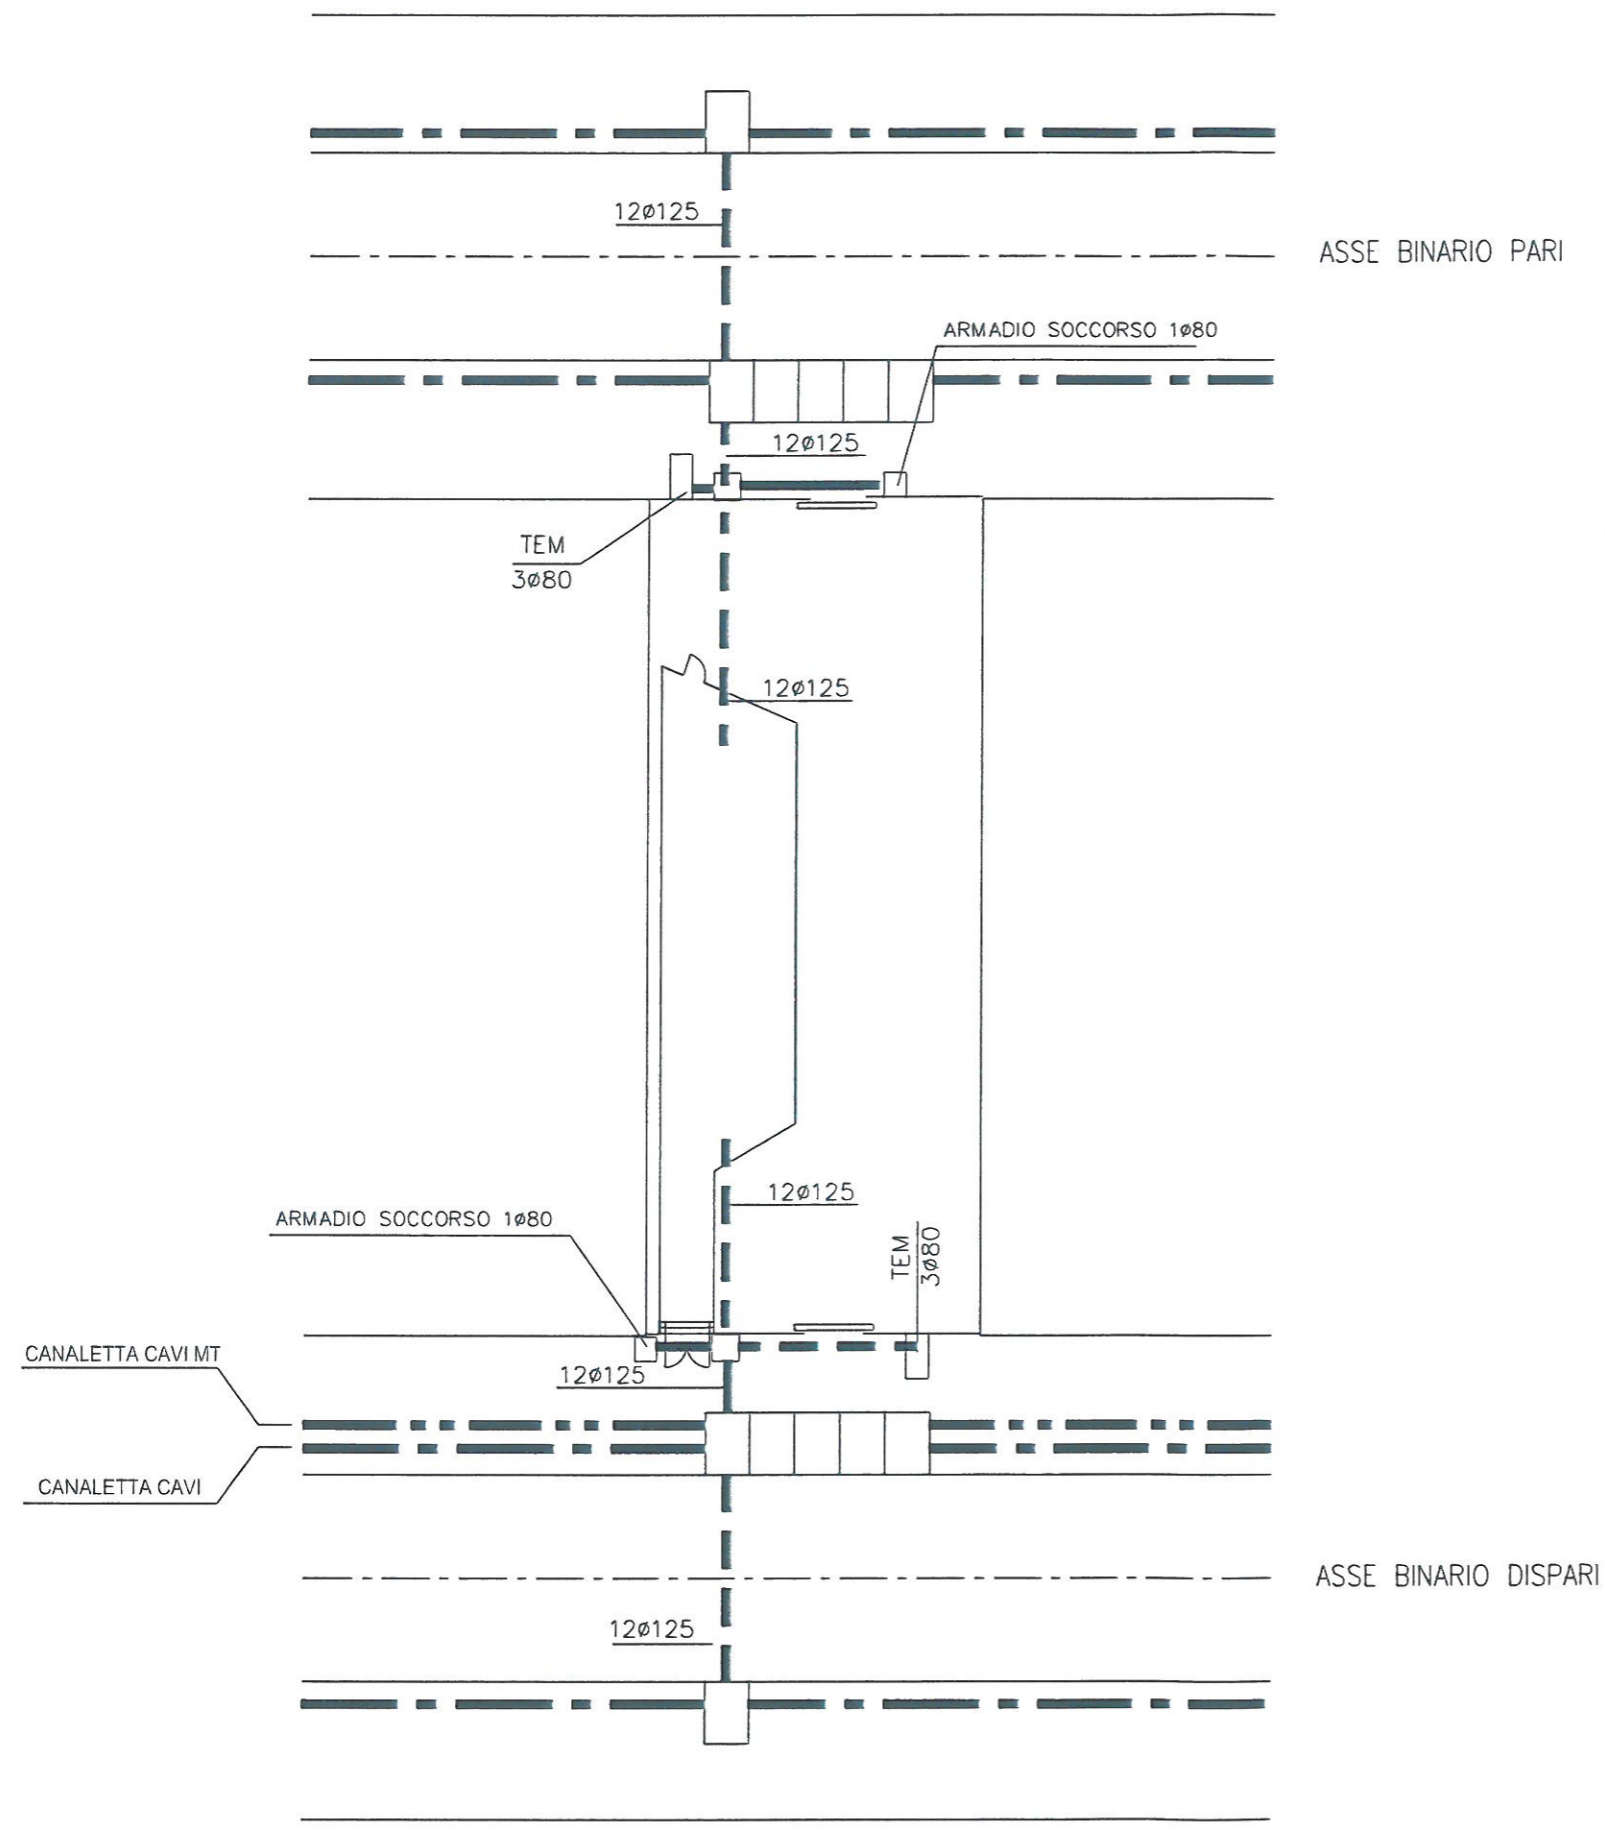 12ø125
ASSE BINARIO PARI
ARMADIO SOCCORSO 1ø80
12ø125
TEM
3ø80
12ø125
12ø125
ARMADIO SOCCORSO 1ø80
TEM
3ø80
CANALETTA CAVI MT
12ø125
CANALETTA CAVI
ASSE BINARIO DISPARI
12ø125